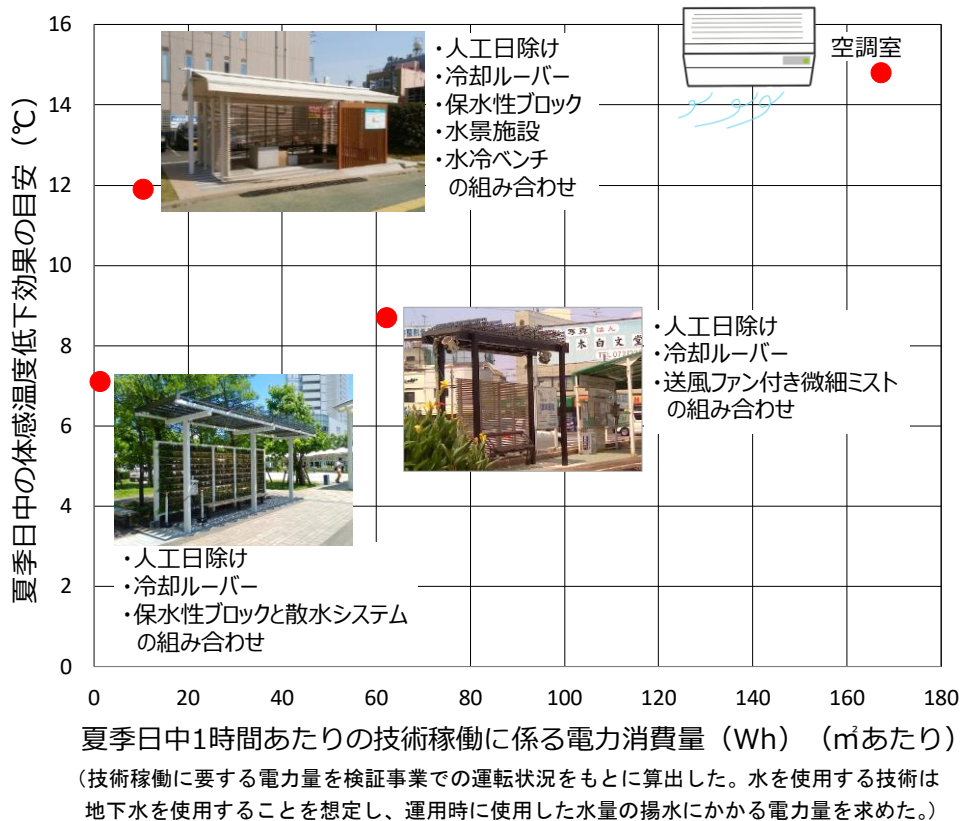 夏季日中の体感温度低下効果の目安（℃）
16
14
12
10
8
6
4
2
0
・人工日除け
・冷却ルーバー
・保水性ブロック
・水景施設
・水冷ベンチ
の組み合わせ
空調室
・人工日除け
・冷却ルーバー
・送風ファン付き微細ミスト
の組み合わせ
・人工日除け
・冷却ルーバー
・保水性ブロックと散水システム
の組み合わせ
0 20 40 60 80 100 120 140 160 180
夏季日中1時間あたりの技術稼働に係る電力消費量（Wh）（㎡あたり）
（技術稼働に要する電力量を検証事業での運転状況をもとに算出した。水を使用する技術は
地下水を使用することを想定し、運用時に使用した水量の揚水にかかる電力量を求めた。）